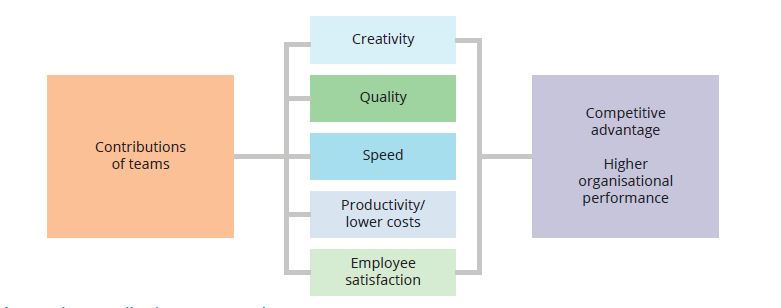 Contributions
of teams
Creativity
Quality
Speed
Productivity/
lower costs
Employee
satisfaction
Competitive
advantage
Higher
organisational
performance